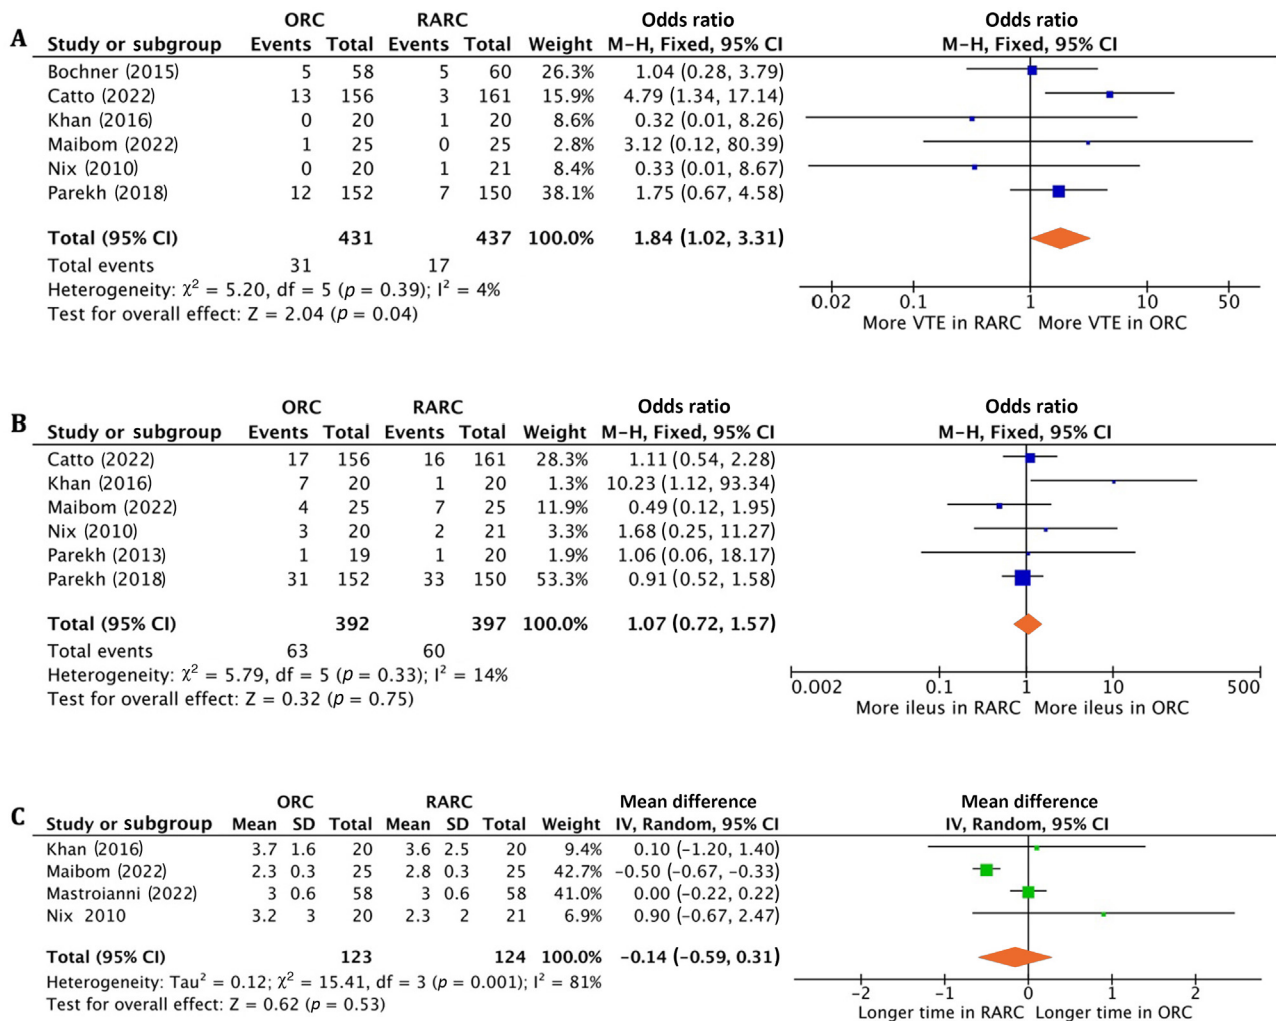 A
ORC RARC Odds ratio Odds ratio
Study or subgroup Events Total Events Total Weight M–H, Fixed, 95% CI M–H, Fixed, 95% CI
Bochner (2015) 5 58 5 60 26.3% 1.04 (0.28, 3.79)
Catto (2022) 13 156 3 161 15.9% 4.79 (1.34, 17.14)
Khan (2016) 0 20 1 20 8.6% 0.32 (0.01, 8.26)
Maibom (2022) 1 25 0 25 2.8% 3.12 (0.12, 80.39)
Nix (2010) 0 20 1 21 8.4% 0.33 (0.01, 8.67)
Parekh (2018) 12 152 7 150 38.1% 1.75 (0.67, 4.58)
Total (95% CI) 431 437 100.0% 1.84 (1.02, 3.31)
Total events 31 17
Heterogeneity: χ² = 5.20, df = 5 (p = 0.39); I² = 4%
Test for overall effect: Z = 2.04 (p = 0.04)
0.02 0.1 1 10 50
More VTE in RARC More VTE in ORC
B
ORC RARC Odds ratio Odds ratio
Study or subgroup Events Total Events Total Weight M–H, Fixed, 95% CI M–H, Fixed, 95% CI
Catto (2022) 17 156 16 161 28.3% 1.11 (0.54, 2.28)
Khan (2016) 7 20 1 20 1.3% 10.23 (1.12, 93.34)
Maibom (2022) 4 25 7 25 11.9% 0.49 (0.12, 1.95)
Nix (2010) 3 20 2 21 3.3% 1.68 (0.25, 11.27)
Parekh (2013) 1 19 1 20 1.9% 1.06 (0.06, 18.17)
Parekh (2018) 31 152 33 150 53.3% 0.91 (0.52, 1.58)
Total (95% CI) 392 397 100.0% 1.07 (0.72, 1.57)
Total events 63 60
Heterogeneity: χ² = 5.79, df = 5 (p = 0.33); I² = 14%
Test for overall effect: Z = 0.32 (p = 0.75)
0.002 0.1 1 10 500
More ileus in RARC More ileus in ORC
C
ORC RARC Mean difference Mean difference
Study or subgroup Mean SD Total Mean SD Total Weight IV, Random, 95% CI IV, Random, 95% CI
Khan (2016) 3.7 1.6 20 3.6 2.5 20 9.4% 0.10 (–1.20, 1.40)
Maibom (2022) 2.3 0.3 25 2.8 0.3 25 42.7% –0.50 (–0.67, –0.33)
Mastroianni (2022) 3 0.6 58 3 0.6 58 41.0% 0.00 (–0.22, 0.22)
Nix 2010 3.2 3 20 2.3 2 21 6.9% 0.90 (–0.67, 2.47)
Total (95% CI) 123 124 100.0% –0.14 (–0.59, 0.31)
Heterogeneity: Tau² = 0.12; χ² = 15.41, df = 3 (p = 0.001); I² = 81%
Test for overall effect: Z = 0.62 (p = 0.53)
–2 –1 0 1 2
Longer time in RARC Longer time in ORC